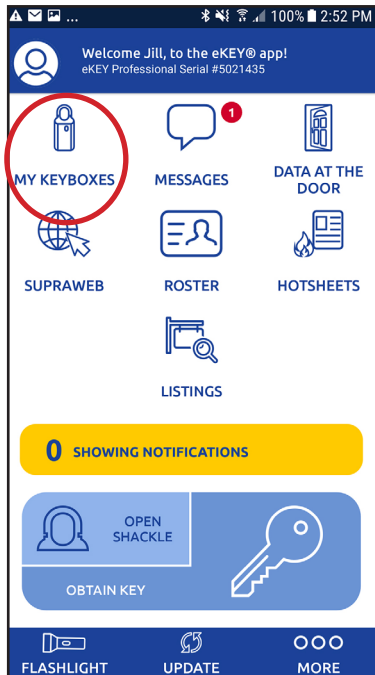 ... 100% 2:52 PM
Welcome Jill, to the eKEY® app!
eKEY Professional Serial #5021435
1
MY KEYBOXES
MESSAGES
DATA AT THE
DOOR
SUPRAWEB
ROSTER
HOTSHEETS
LISTINGS
0 SHOWING NOTIFICATIONS
OPEN
SHACKLE
OBTAIN KEY
FLASHLIGHT
UPDATE
MORE